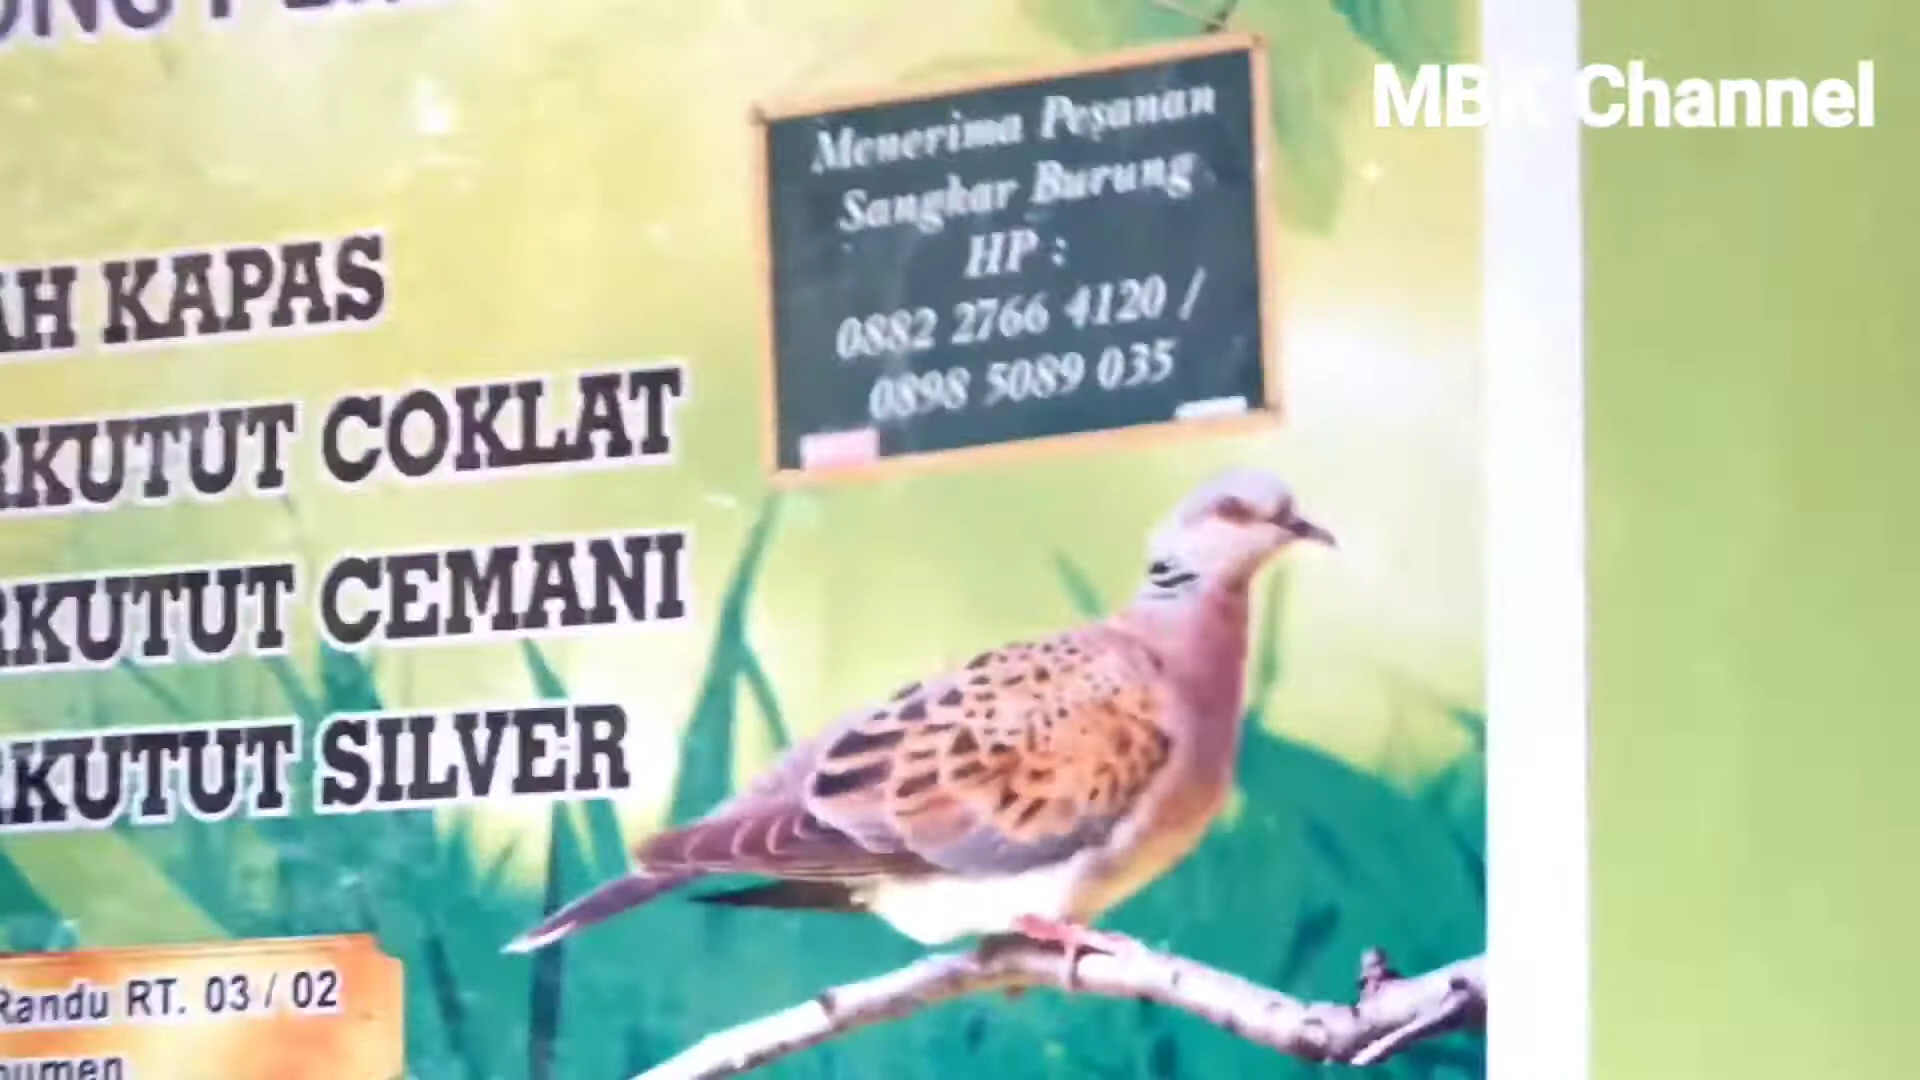 MBK Channel
Menerima Pesanan
Sangkar Burung
HP :
0882 2766 4120 /
0898 5089 035
AH KAPAS
RKUTUT COKLAT
RKUTUT CEMANI
RKUTUT SILVER
Randu RT. 03 / 02